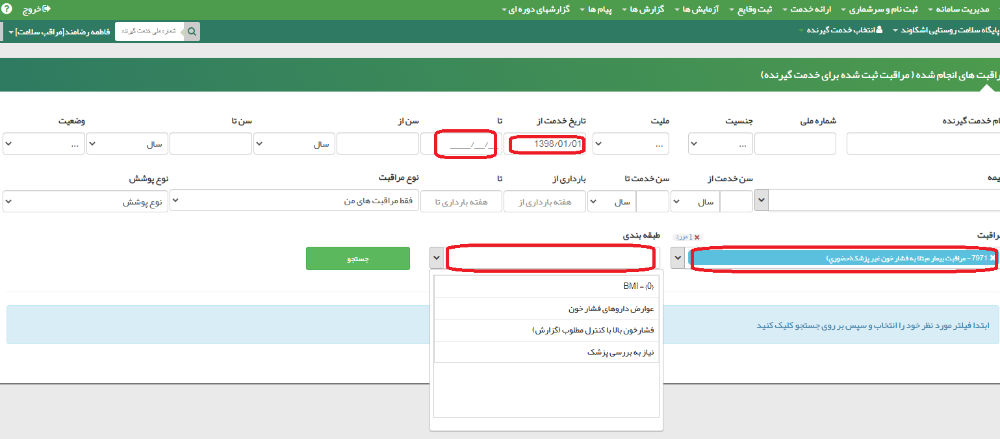 مدیریت سامانه ثبت نام و سرشماری ارائه خدمت ثبت وقایع آزمایش ها گزارش ها پیام ها گزارشهای دوره ای خروج ?
پایگاه سلامت روستایی اشکاوند انتخاب خدمت گیرنده شماره ملی خدمت گیرنده فاطمه رضامند[مراقب سلامت]
راقبت های انجام شده ( مراقبت ثبت شده برای خدمت گیرنده)
ام خدمت گیرنده شماره ملی جنسیت ملیت تاریخ خدمت از تا سن از سن تا وضعیت
... ... 1398/01/01 __/__/____ سال سال ...
یمه سن خدمت از سن خدمت تا بارداری از تا نوع مراقبت نوع پوشش
سال سال هفته بارداری از هفته بارداری تا فقط مراقبت های من نوع پوشش
راقبت 1 مورد طبقه بندی
7971 - مراقبت بیمار مبتلا به فشار خون غیر پزشک(حضوری) جستجو
BMI = {0}
عوارض داروهای فشار خون
فشارخون بالا با کنترل مطلوب (گزارش)
نیاز به بررسی پزشک
ابتدا فیلتر مورد نظر خود را انتخاب و سپس بر روی جستجو کلیک کنید